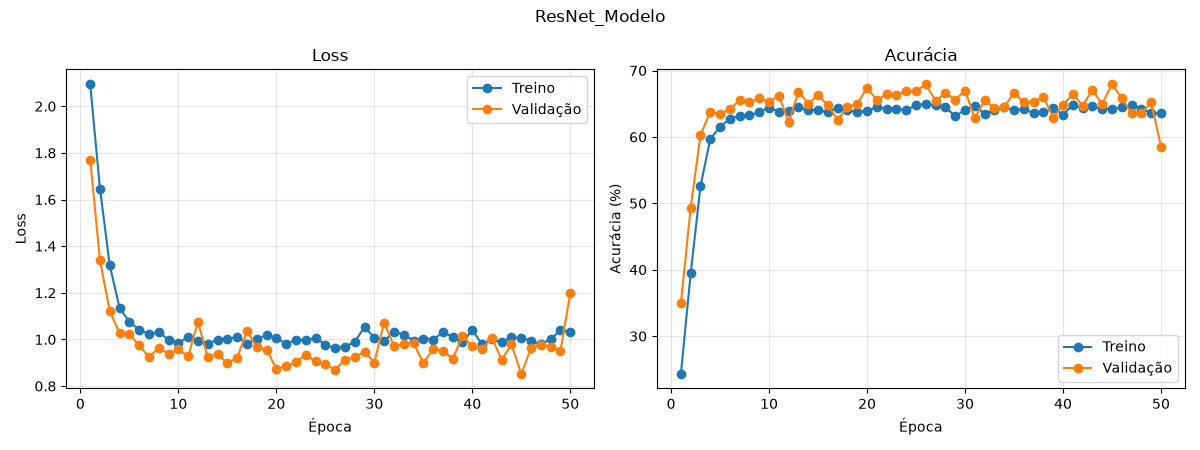 ResNet_Modelo
Loss
Treino
Validação
2.0
1.8
1.6
1.4
1.2
1.0
0.8
Loss
0
10
20
30
40
50
Época
Acurácia
70
60
50
40
30
Acurácia (%)
Treino
Validação
0
10
20
30
40
50
Época